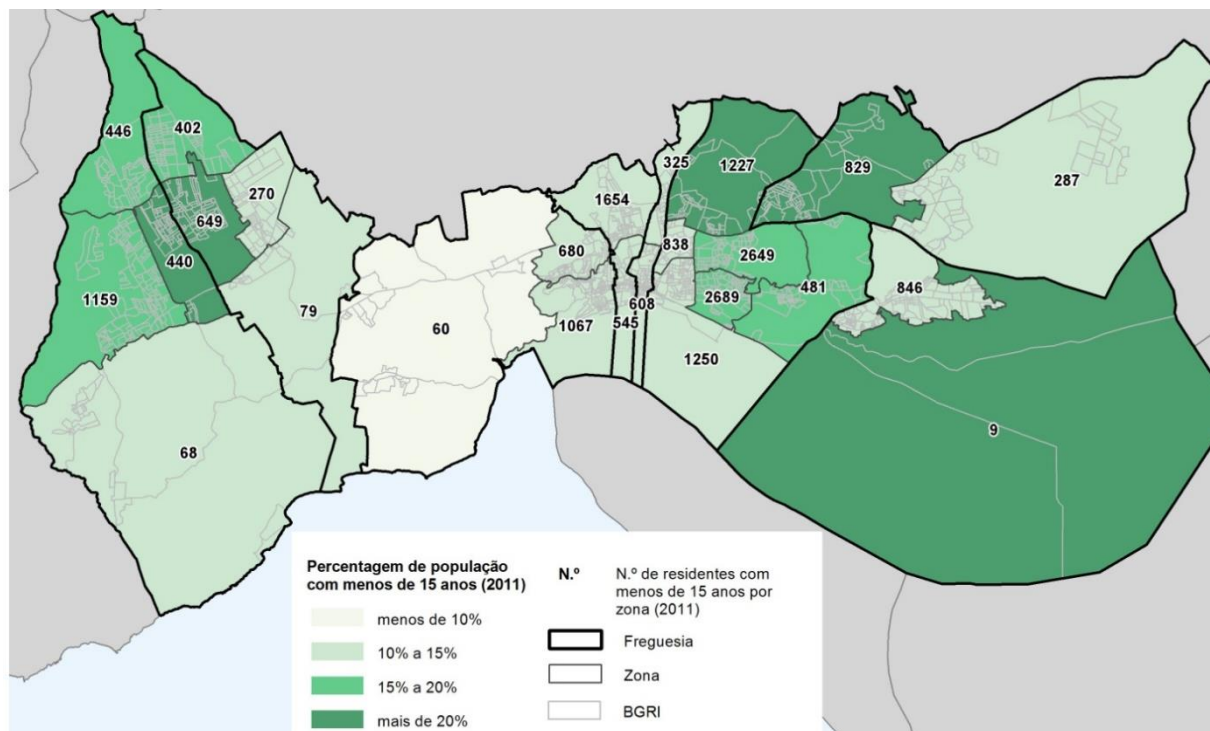 446
402
325
1227
829
287
270
1654
649
680
838
2649
440
481
846
1159
2689
79
608
60
1067
545
1250
68
9
Percentagem de população
com menos de 15 anos (2011)
menos de 10%
10% a 15%
15% a 20%
mais de 20%
N.º
N.º de residentes com
menos de 15 anos por
zona (2011)
Freguesia
Zona
BGRI